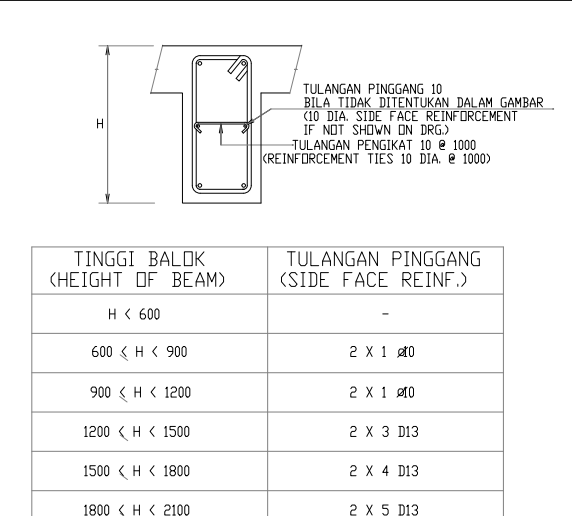 TULANGAN PINGGANG 10
BILA TIDAK DITENTUKAN DALAM GAMBAR
(10 DIA. SIDE FACE REINFORCEMENT
IF NOT SHOWN ON DRG.)
H
TULANGAN PENGIKAT 10 @ 1000
(REINFORCEMENT TIES 10 DIA. @ 1000)
TINGGI BALOK TULANGAN PINGGANG
(HEIGHT OF BEAM) (SIDE FACE REINF.)
H < 600 -
600 ≤ H < 900 2 X 1 ø10
900 ≤ H < 1200 2 X 1 ø10
1200 ≤ H < 1500 2 X 3 D13
1500 ≤ H < 1800 2 X 4 D13
1800 ≤ H < 2100 2 X 5 D13